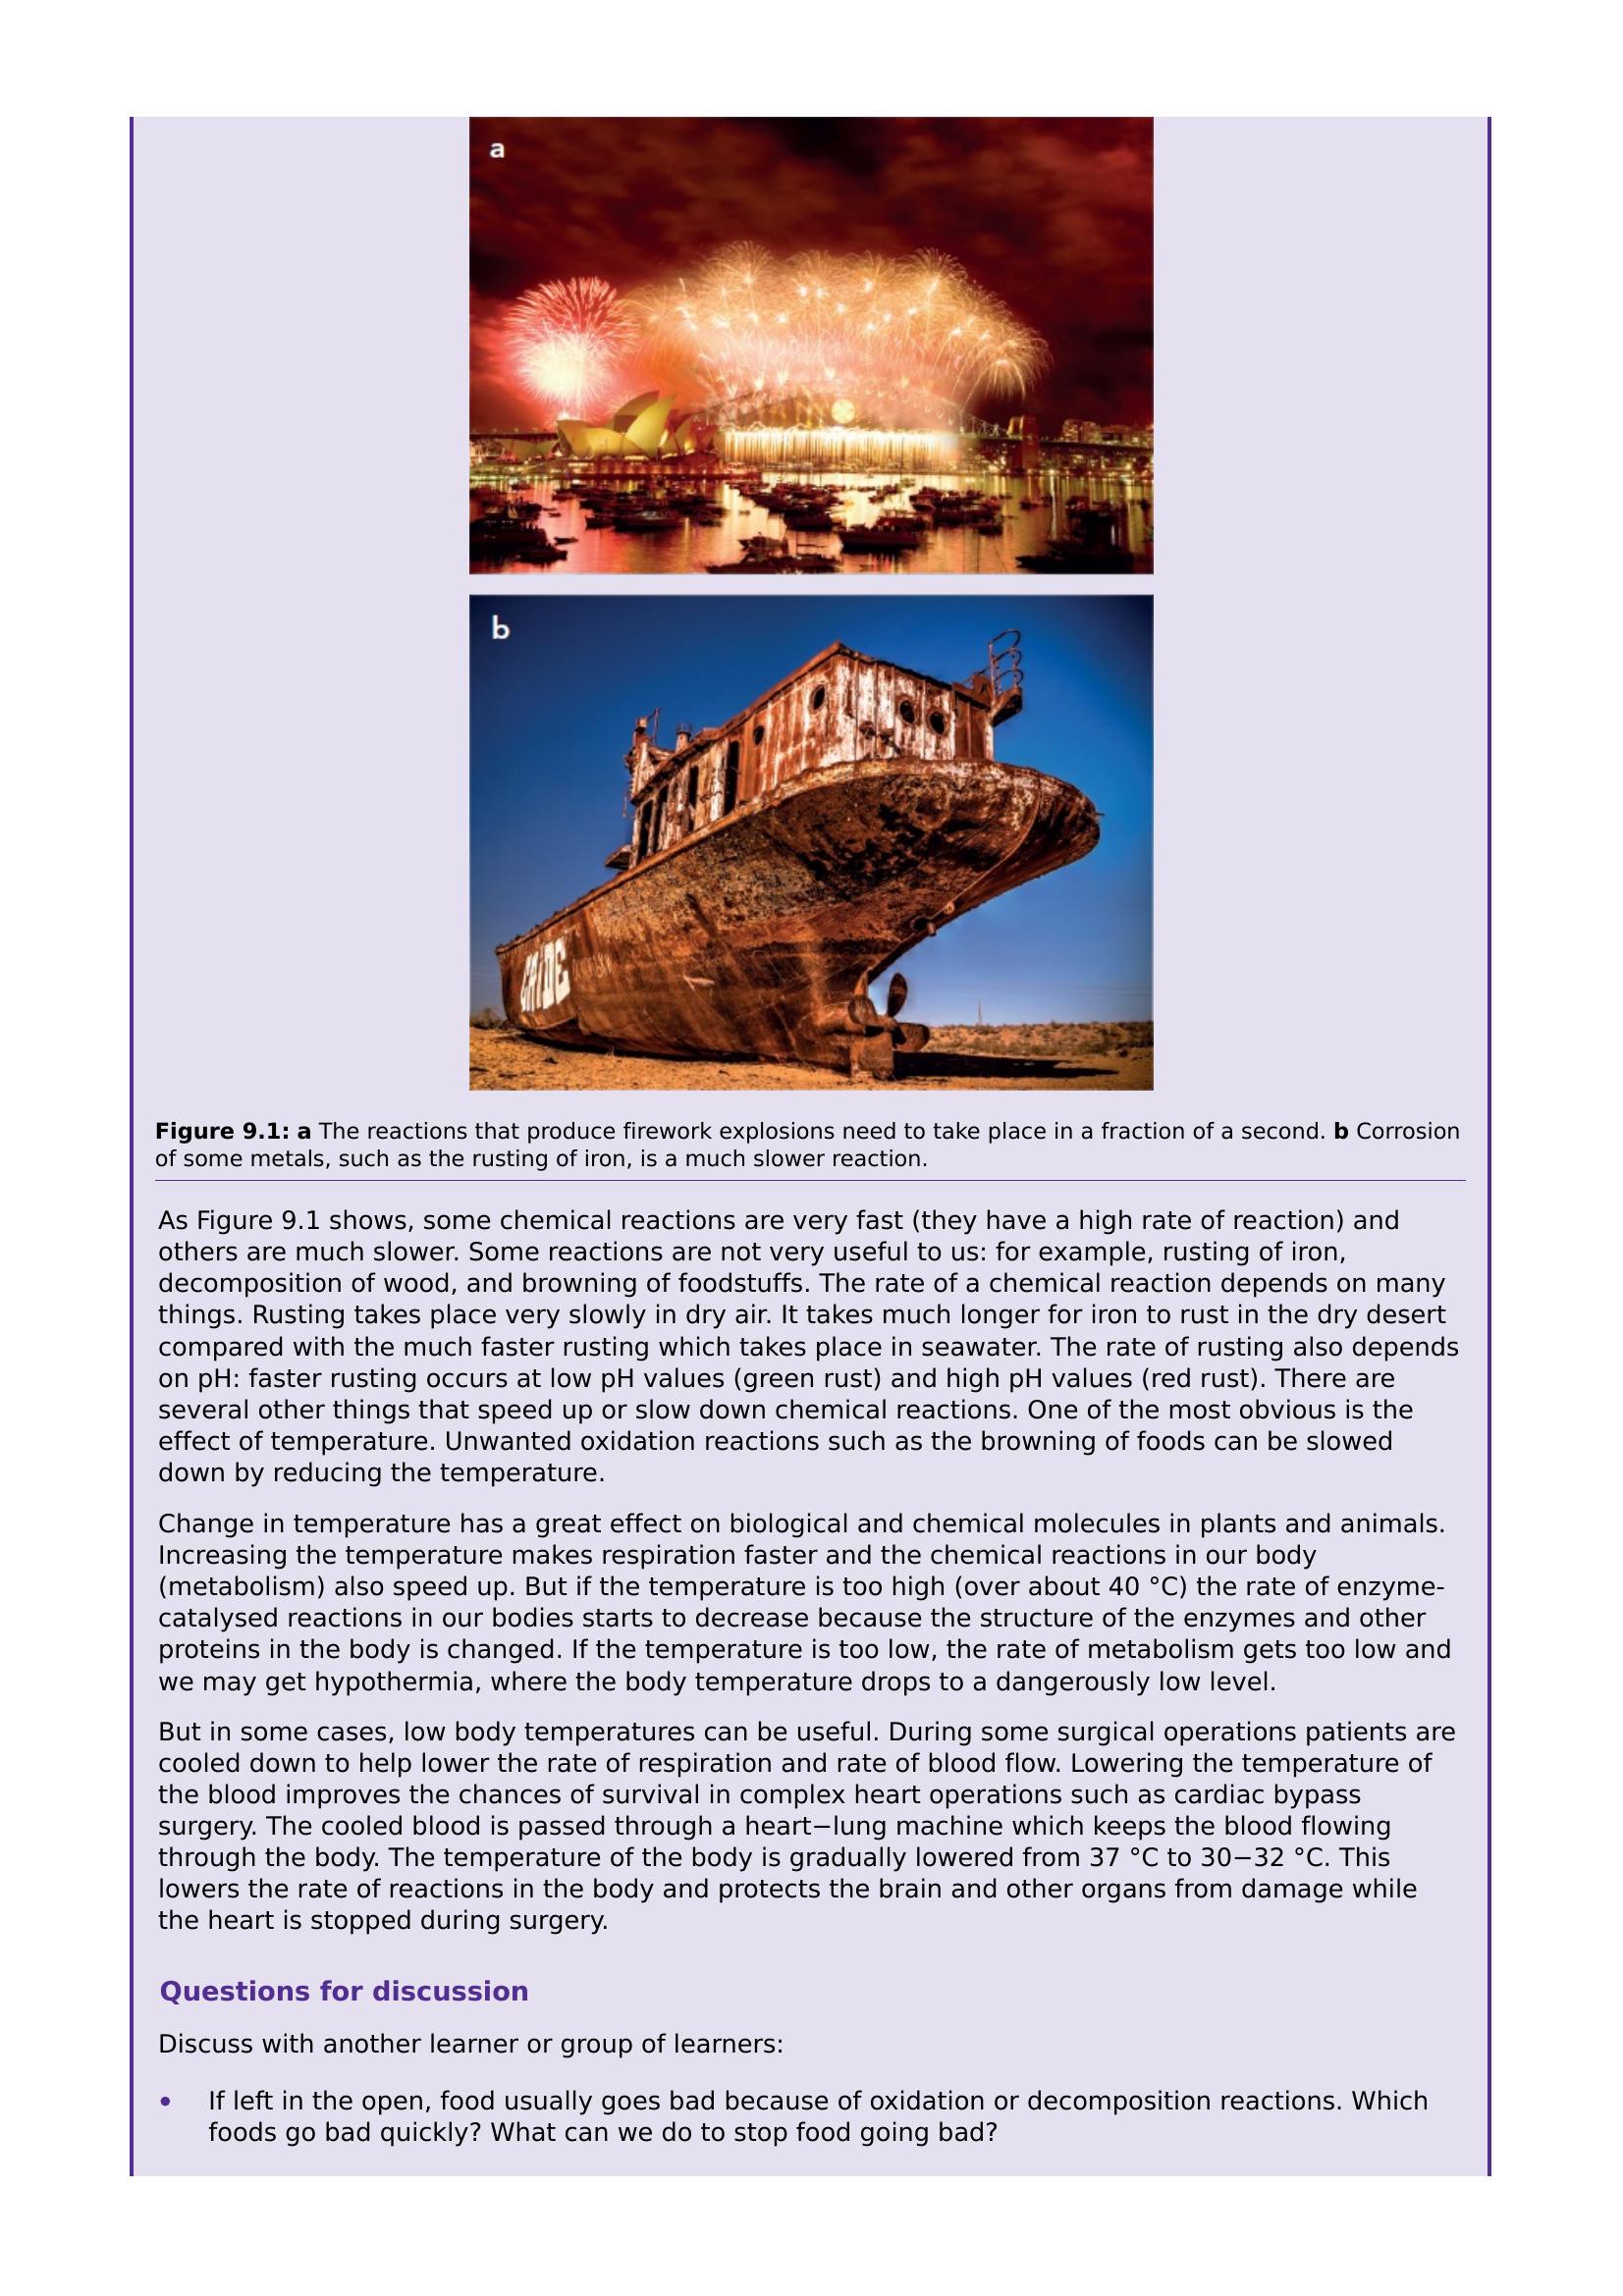 a
b
Figure 9.1: a The reactions that produce firework explosions need to take place in a fraction of a second. b Corrosion
of some metals, such as the rusting of iron, is a much slower reaction.
As Figure 9.1 shows, some chemical reactions are very fast (they have a high rate of reaction) and
others are much slower. Some reactions are not very useful to us: for example, rusting of iron,
decomposition of wood, and browning of foodstuffs. The rate of a chemical reaction depends on many
things. Rusting takes place very slowly in dry air. It takes much longer for iron to rust in the dry desert
compared with the much faster rusting which takes place in seawater. The rate of rusting also depends
on pH: faster rusting occurs at low pH values (green rust) and high pH values (red rust). There are
several other things that speed up or slow down chemical reactions. One of the most obvious is the
effect of temperature. Unwanted oxidation reactions such as the browning of foods can be slowed
down by reducing the temperature.
Change in temperature has a great effect on biological and chemical molecules in plants and animals.
Increasing the temperature makes respiration faster and the chemical reactions in our body
(metabolism) also speed up. But if the temperature is too high (over about 40 °C) the rate of enzyme-
catalysed reactions in our bodies starts to decrease because the structure of the enzymes and other
proteins in the body is changed. If the temperature is too low, the rate of metabolism gets too low and
we may get hypothermia, where the body temperature drops to a dangerously low level.
But in some cases, low body temperatures can be useful. During some surgical operations patients are
cooled down to help lower the rate of respiration and rate of blood flow. Lowering the temperature of
the blood improves the chances of survival in complex heart operations such as cardiac bypass
surgery. The cooled blood is passed through a heart−lung machine which keeps the blood flowing
through the body. The temperature of the body is gradually lowered from 37 °C to 30−32 °C. This
lowers the rate of reactions in the body and protects the brain and other organs from damage while
the heart is stopped during surgery.
Questions for discussion
Discuss with another learner or group of learners:
• If left in the open, food usually goes bad because of oxidation or decomposition reactions. Which
foods go bad quickly? What can we do to stop food going bad?